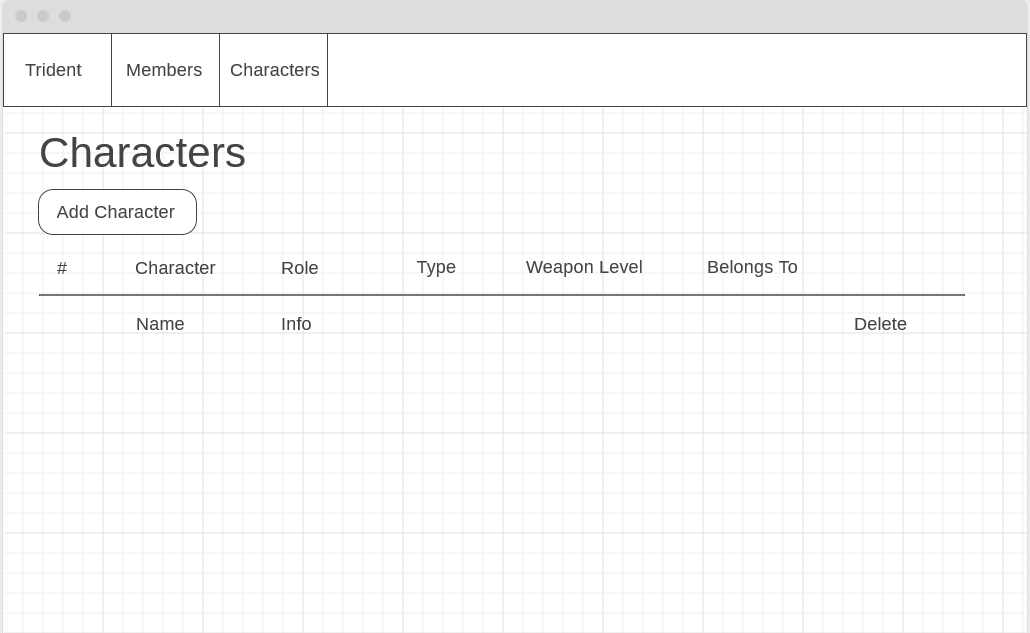 Trident Members Characters
Characters
Add Character
# Character Role Type Weapon Level Belongs To
Name Info Delete